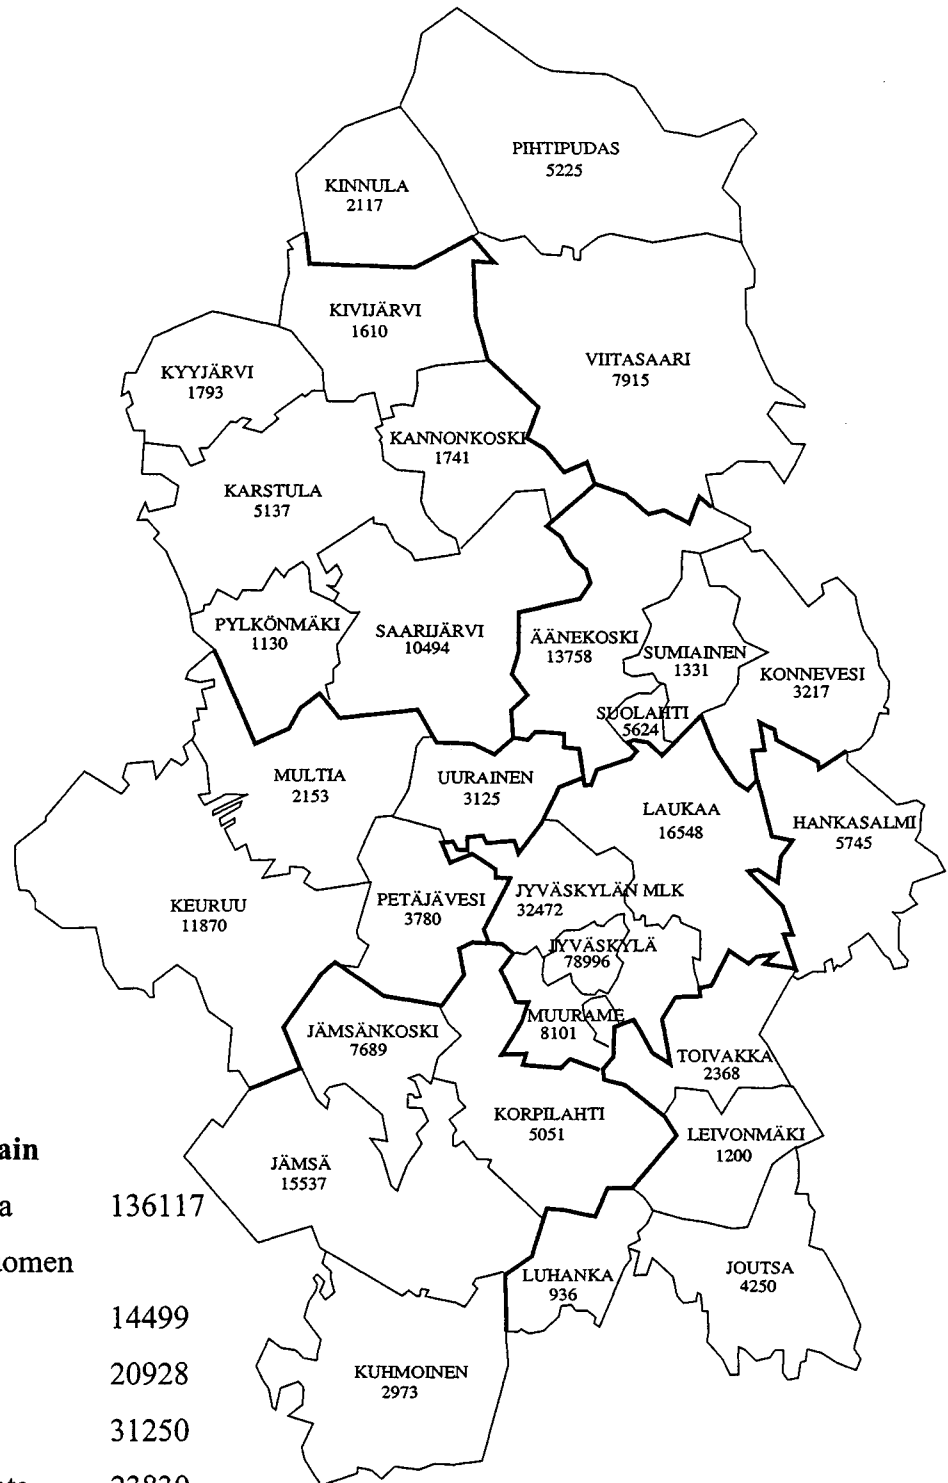 PIHTIPUDAS
5225
KINNULA
2117
KIVIJÄRVI
1610
VIITASAARI
7915
KYYJÄRVI
1793
KANNONKOSKI
1741
KARSTULA
5137
PYLKÖNMÄKI
1130
SAARIJÄRVI
10494
ÄÄNEKOSKI
13758
SUMIAINEN
1331
KONNEVESI
3217
SUOLAHTI
5624
MULTIA
2153
UURAINEN
3125
LAUKAA
16548
HANKASALMI
5745
KEURUU
11870
PETÄJÄVESI
3780
JYVÄSKYLÄN MLK
32472
JYVÄSKYLÄ
78996
MUURAME
8101
JÄMSÄNKOSKI
7689
TOIVAKKA
2368
KORPILAHTI
5051
LEIVONMÄKI
1200
JÄMSÄ
15537
LUHANKA
936
JOUTSA
4250
KUHMOINEN
2973
ain
a 136117
omen
14499
20928
31250